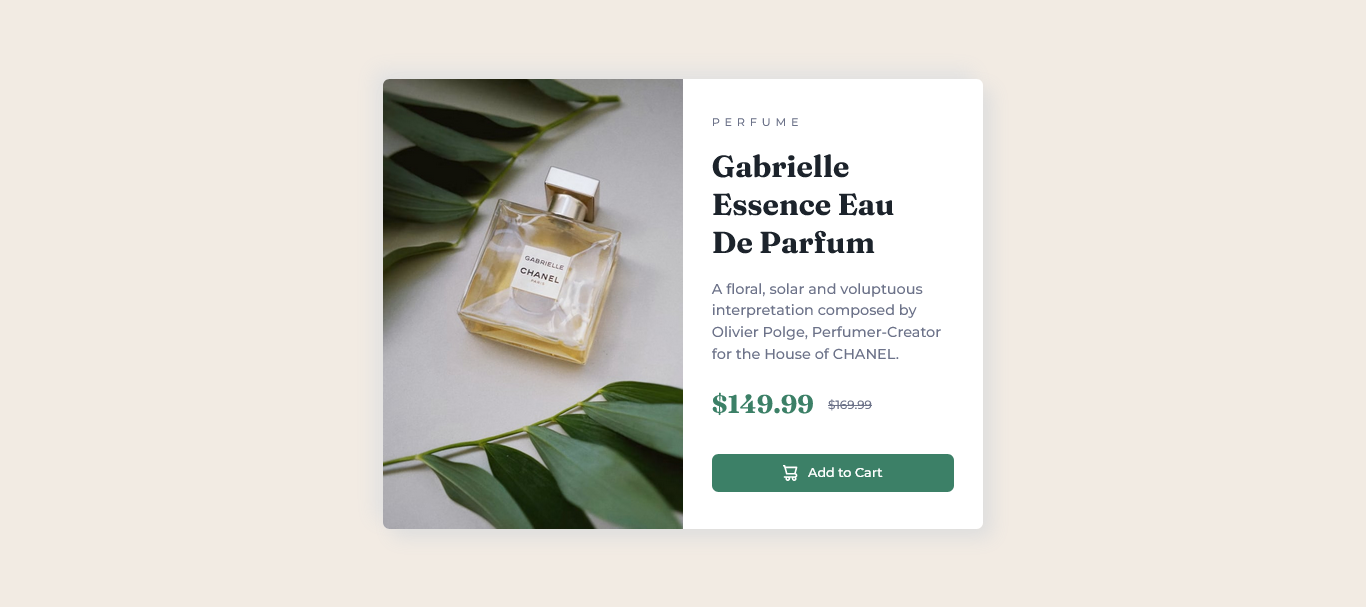 GABRIELLE
CHANEL
PARIS
PERFUME
Gabrielle
Essence Eau
De Parfum
A floral, solar and voluptuous
interpretation composed by
Olivier Polge, Perfumer-Creator
for the House of CHANEL.
$149.99 $169.99
Add to Cart